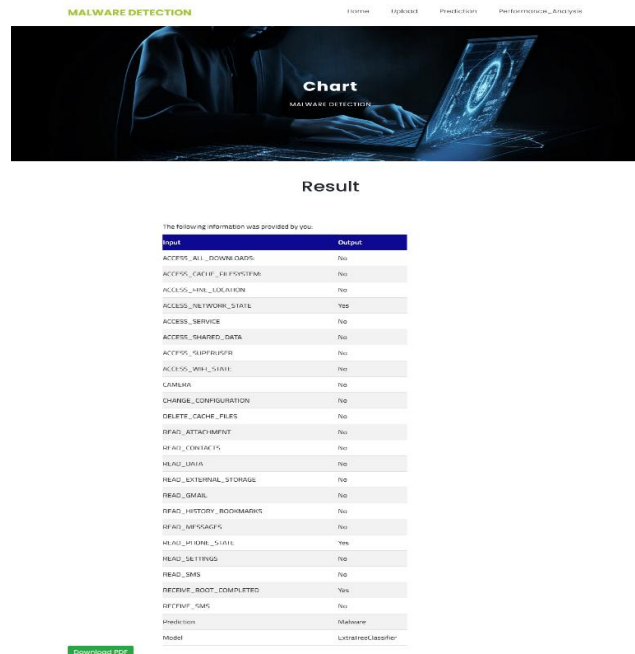 MALWARE DETECTION
Home Upload Prediction Performance_Analysis
Chart
MALWARE DETECTION
Result
The following information was provided by you:
Input Output
ACCESS_ALL_DOWNLOADS: No
ACCESS_CACHE_FILESYSTEM: No
ACCESS_FINE_LOCATION No
ACCESS_NETWORK_STATE Yes
ACCESS_SERVICE No
ACCESS_SHARED_DATA No
ACCESS_SUPERUSER No
ACCESS_WIFI_STATE No
CAMERA No
CHANGE_CONFIGURATION No
DELETE_CACHE_FILES No
READ_ATTACHMENT No
READ_CONTACTS No
READ_DATA No
READ_EXTERNAL_STORAGE No
READ_GMAIL No
READ_HISTORY_BOOKMARKS No
READ_MESSAGES No
READ_PHONE_STATE Yes
READ_SETTINGS No
READ_SMS No
RECEIVE_BOOT_COMPLETED Yes
RECEIVE_SMS No
Prediction Malware
Model ExtraTreeClassifier
Download PDF